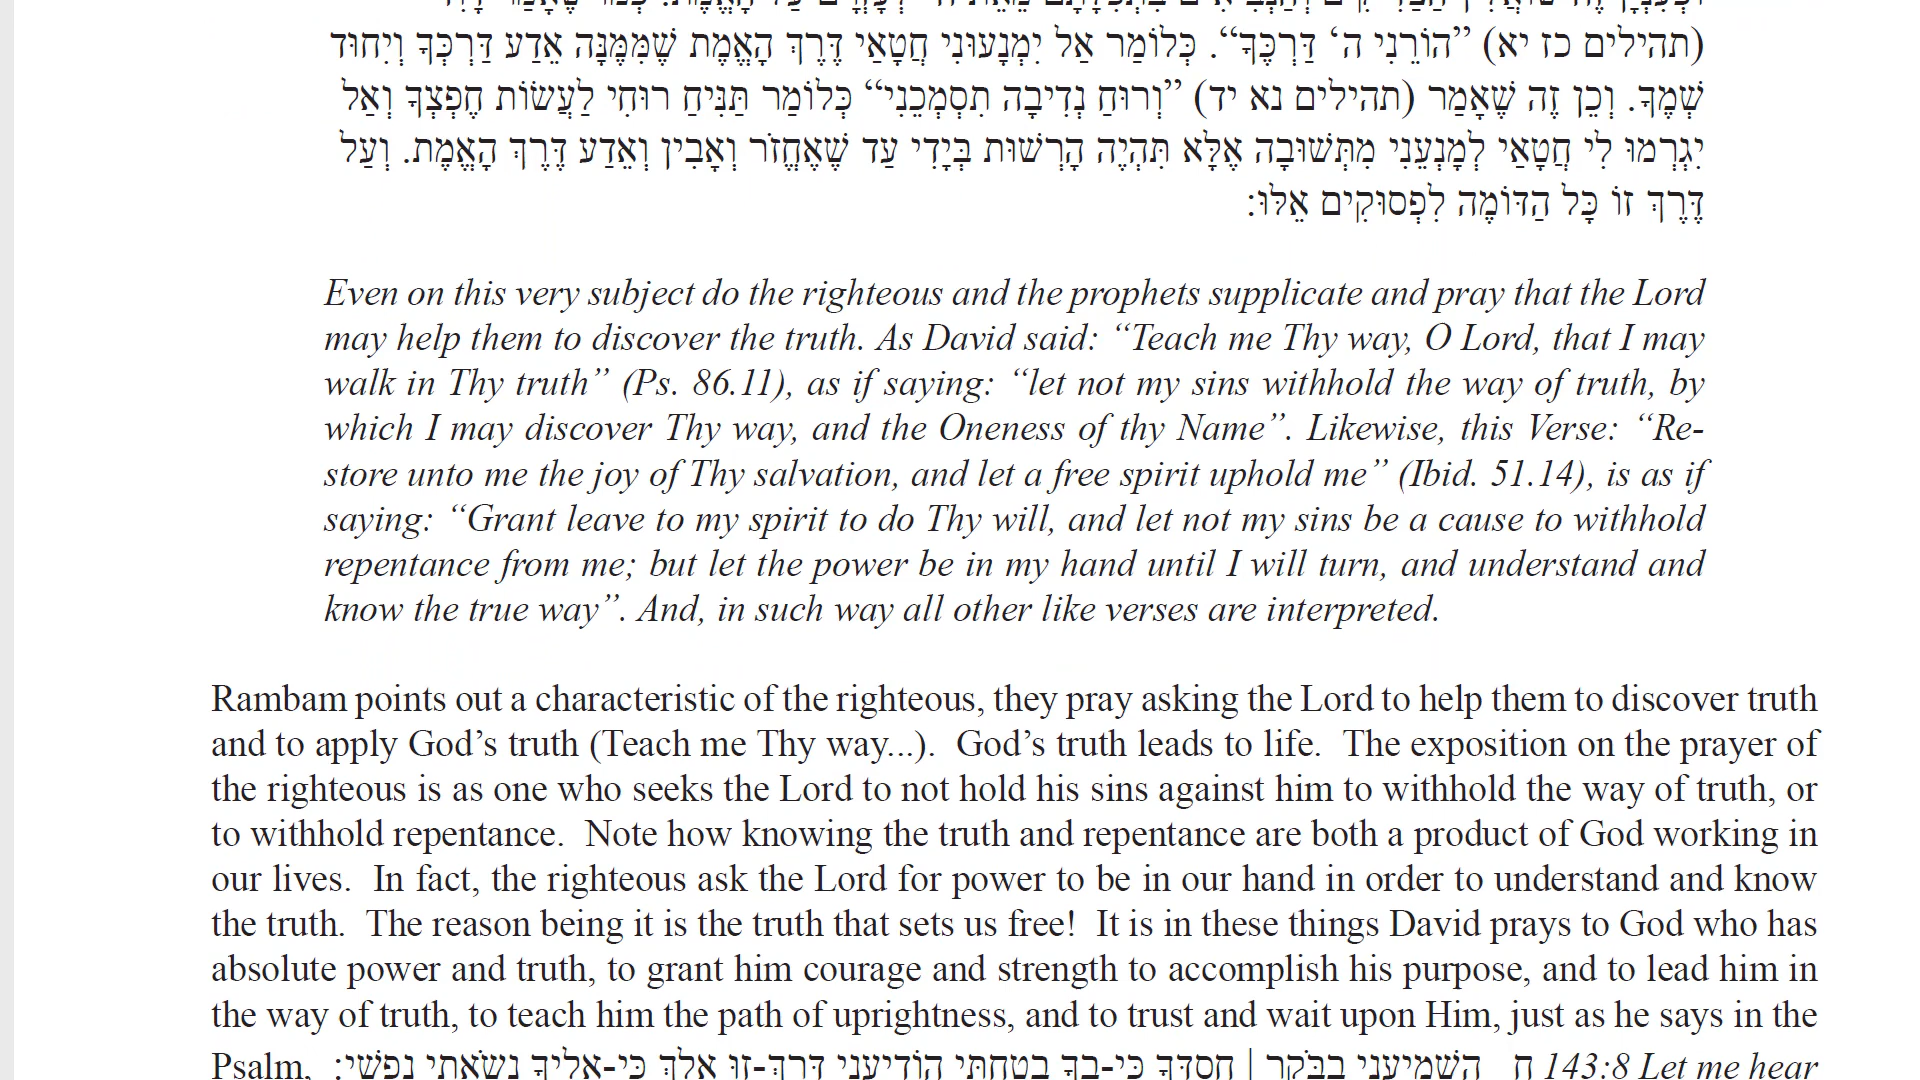 (תהילים כז יא) ”הוֹרֵנִי ה‘ דַּרְכֶּךָ“. כְּלוֹמַר אַל יִמְנָעוּנִי חֲטָאַי דֶּרֶךְ הָאֱמֶת שֶׁמִּמֶּנָּה אֵדַע דַּרְכְּךָ וְיִחוּד
שְׁמֶךָ. וְכֵן זֶה שֶׁאָמַר (תהילים נא יד) ”וְרוּחַ נְדִיבָה תִסְמְכֵנִי“ כְּלוֹמַר תַּנִּיחַ רוּחִי לַעֲשׂוֹת חֶפְצְךָ וְאַל
יִגְרְמוּ לִי חֲטָאַי לְמָנְעֵנִי מִתְּשׁוּבָה אֶלָּא תִּהְיֶה הָרְשׁוּת בְּיָדִי עַד שֶׁאֶחֱזֹר וְאָבִין וְאֵדַע דֶּרֶךְ הָאֱמֶת. וְעַל
דֶּרֶךְ זוֹ כָּל הַדּוֹמֶה לִפְסוּקִים אֵלּוּ:
Even on this very subject do the righteous and the prophets supplicate and pray that the Lord
may help them to discover the truth. As David said: “Teach me Thy way, O Lord, that I may
walk in Thy truth” (Ps. 86.11), as if saying: “let not my sins withhold the way of truth, by
which I may discover Thy way, and the Oneness of thy Name”. Likewise, this Verse: “Re-
store unto me the joy of Thy salvation, and let a free spirit uphold me” (Ibid. 51.14), is as if
saying: “Grant leave to my spirit to do Thy will, and let not my sins be a cause to withhold
repentance from me; but let the power be in my hand until I will turn, and understand and
know the true way”. And, in such way all other like verses are interpreted.
Rambam points out a characteristic of the righteous, they pray asking the Lord to help them to discover truth
and to apply God’s truth (Teach me Thy way...).  God’s truth leads to life.  The exposition on the prayer of
the righteous is as one who seeks the Lord to not hold his sins against him to withhold the way of truth, or
to withhold repentance.  Note how knowing the truth and repentance are both a product of God working in
our lives.  In fact, the righteous ask the Lord for power to be in our hand in order to understand and know
the truth.  The reason being it is the truth that sets us free!  It is in these things David prays to God who has
absolute power and truth, to grant him courage and strength to accomplish his purpose, and to lead him in
the way of truth, to teach him the path of uprightness, and to trust and wait upon Him, just as he says in the
Psalm, ח   הַשְׁמִיעֵנִי בַבֹּקֶר | חַסְדֶּךָ כִּי-בְךָ בָטָחְתִּי הוֹדִיעֵנִי דֶּרֶךְ-זוּ אֵלֵךְ כִּי-אֵלֶיךָ נָשָׂאתִי נַפְשִׁי: 143:8 Let me hear